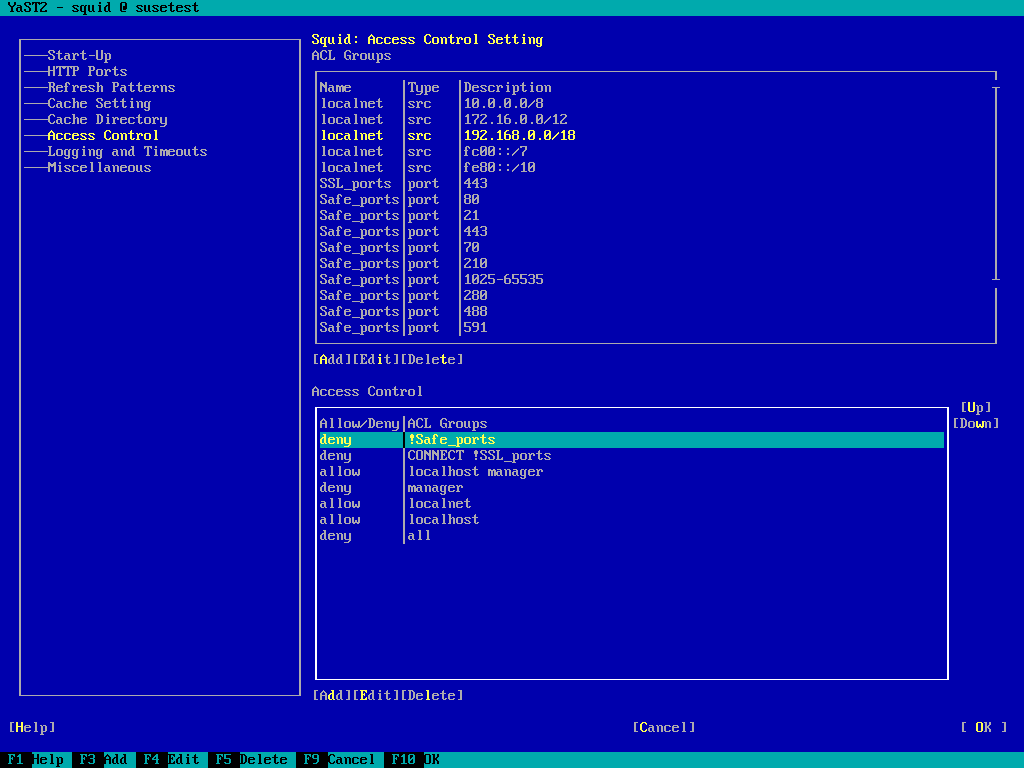 YaST2 - squid @ susetest
Squid: Access Control Setting
Start-Up
HTTP Ports
Refresh Patterns
Cache Setting
Cache Directory
Access Control
Logging and Timeouts
Miscellaneous
ACL Groups
Name Type Description
localnet src 10.0.0.0/8
localnet src 172.16.0.0/12
localnet src 192.168.0.0/18
localnet src fc00::/7
localnet src fe80::/10
SSL_ports port 443
Safe_ports port 80
Safe_ports port 21
Safe_ports port 443
Safe_ports port 70
Safe_ports port 210
Safe_ports port 1025-65535
Safe_ports port 280
Safe_ports port 488
Safe_ports port 591
[Add][Edit][Delete]
Access Control
Allow/Deny ACL Groups
deny !Safe_ports
deny CONNECT !SSL_ports
allow localhost manager
deny manager
allow localnet
allow localhost
deny all
[Up]
[Down]
[Add][Edit][Delete]
[Help] [Cancel] [ OK ]
F1 Help F3 Add F4 Edit F5 Delete F9 Cancel F10 OK